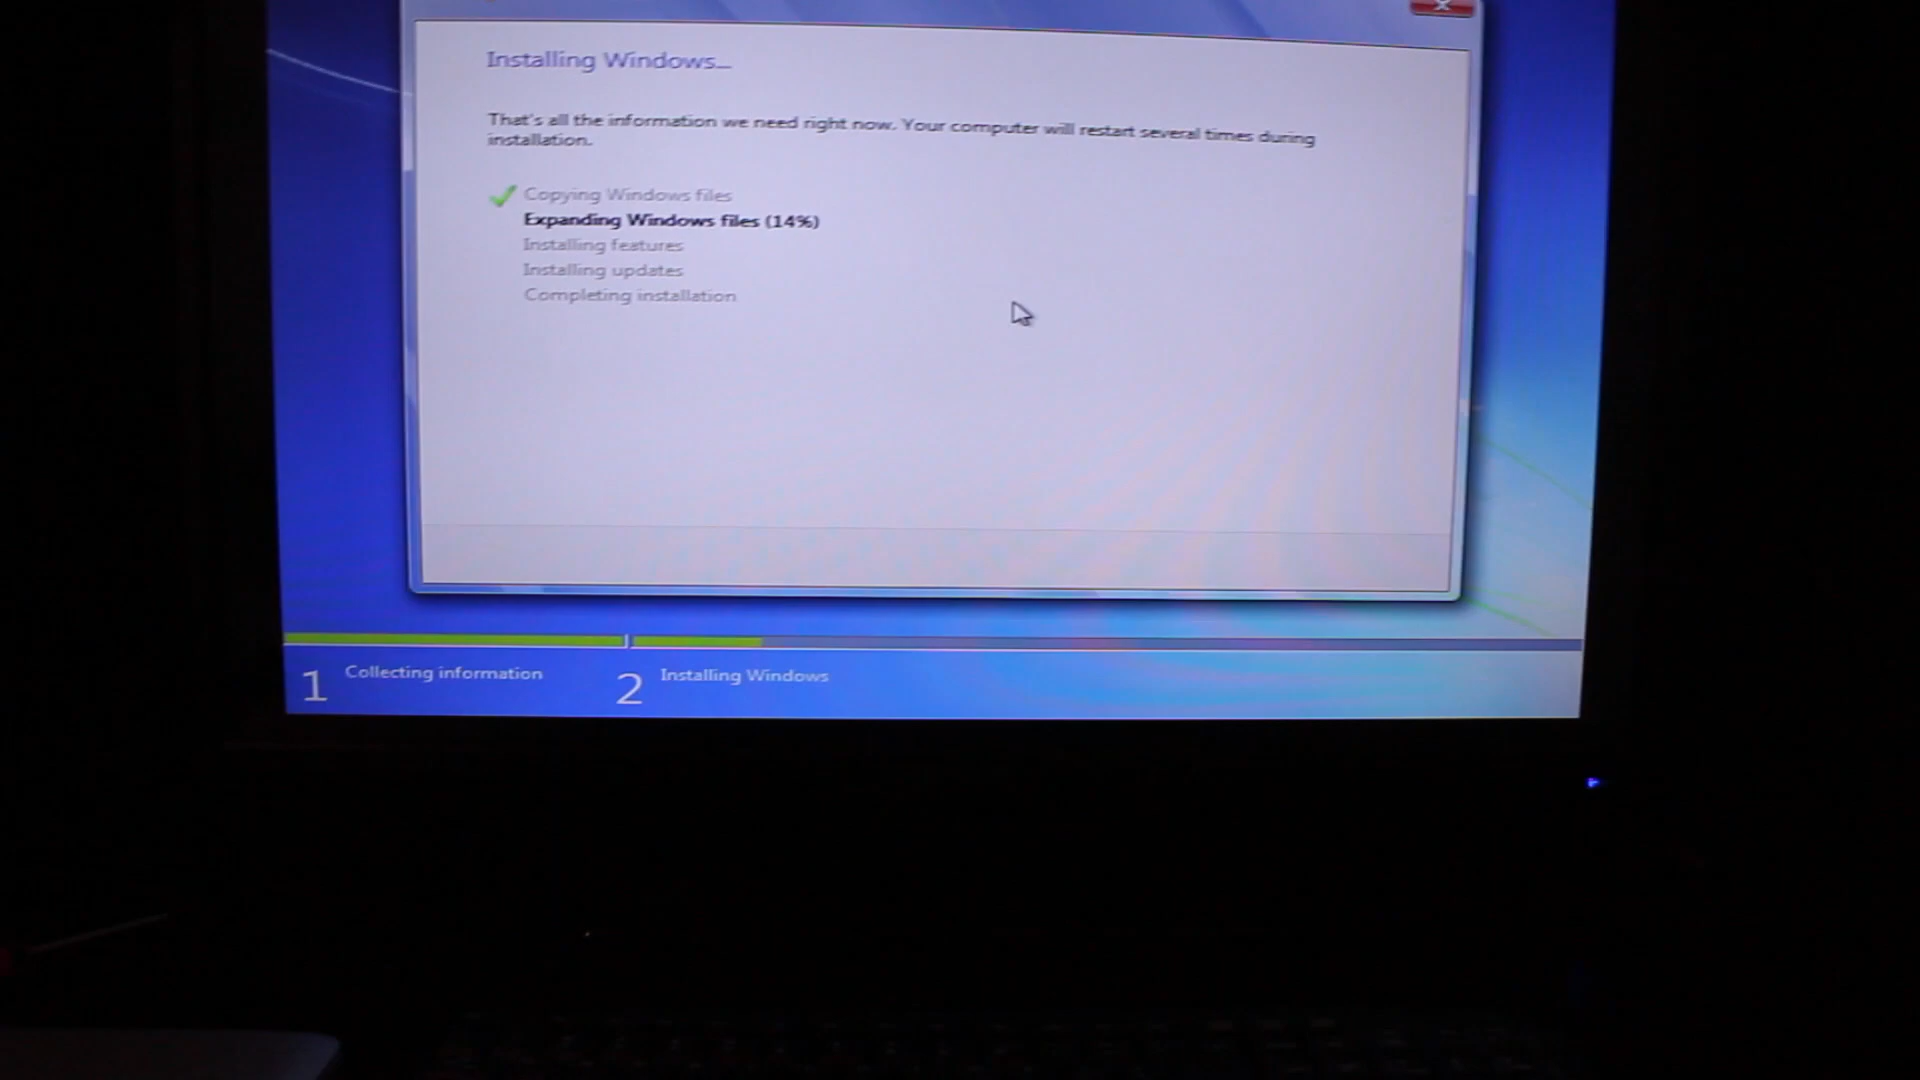 Installing Windows...
That's all the information we need right now. Your computer will restart several times during
installation.
Copying Windows files
Expanding Windows files (14%)
Installing features
Installing updates
Completing installation
1 Collecting information
2 Installing Windows